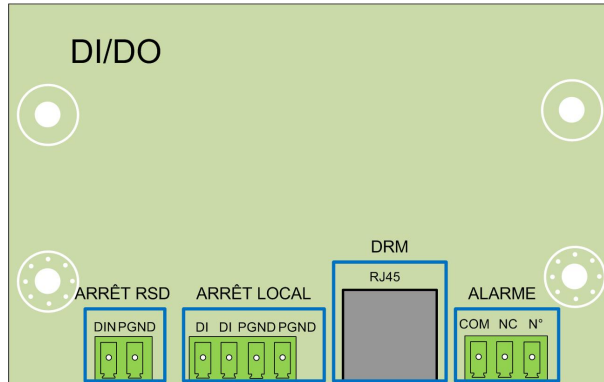 DI/DO
DRM
ARRÊT RSD ARRÊT LOCAL RJ45 ALARME
DIN PGND DI DI PGND PGND COM NC N°